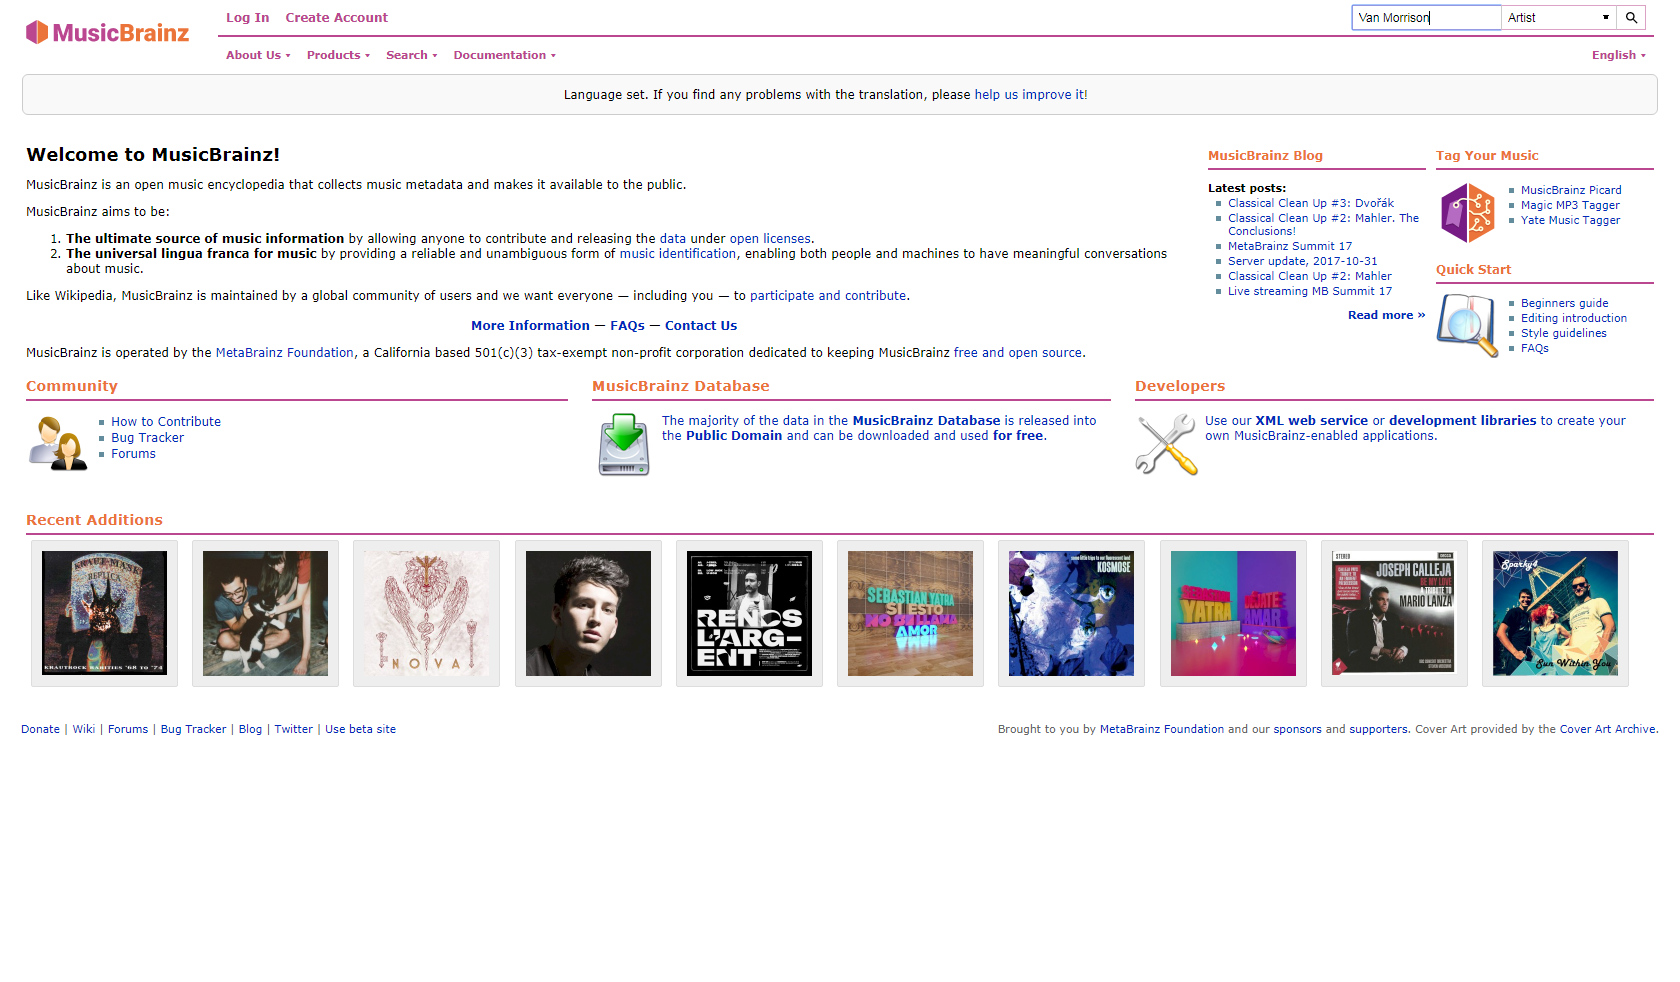 MusicBrainz
Log In Create Account
Van Morrison Artist
About Us Products Search Documentation English
Language set. If you find any problems with the translation, please help us improve it!
Welcome to MusicBrainz!
MusicBrainz is an open music encyclopedia that collects music metadata and makes it available to the public.
MusicBrainz aims to be:
1. The ultimate source of music information by allowing anyone to contribute and releasing the data under open licenses.
2. The universal lingua franca for music by providing a reliable and unambiguous form of music identification, enabling both people and machines to have meaningful conversations
about music.
Like Wikipedia, MusicBrainz is maintained by a global community of users and we want everyone — including you — to participate and contribute.
More Information — FAQs — Contact Us
MusicBrainz is operated by the MetaBrainz Foundation, a California based 501(c)(3) tax-exempt non-profit corporation dedicated to keeping MusicBrainz free and open source.
MusicBrainz Blog
Latest posts:
Classical Clean Up #3: Dvořák
Classical Clean Up #2: Mahler. The
Conclusions!
MetaBrainz Summit 17
Server update, 2017-10-31
Classical Clean Up #2: Mahler
Live streaming MB Summit 17
Read more »
Tag Your Music
MusicBrainz Picard
Magic MP3 Tagger
Yate Music Tagger
Quick Start
Beginners guide
Editing introduction
Style guidelines
FAQs
Community
How to Contribute
Bug Tracker
Forums
MusicBrainz Database
The majority of the data in the MusicBrainz Database is released into
the Public Domain and can be downloaded and used for free.
Developers
Use our XML web service or development libraries to create your
own MusicBrainz-enabled applications.
Recent Additions
KRAUT-MASK
REPLICA
KRAUTROCK RARITIES '68 TO '74
NOVA
RENOS
L'ARG-
ENT
SEBASTIAN YATRA
SI ESTO
NO ES LLAMA
AMOR
KOSMOSE
SEBASTIAN
YATRA
DÉJATE
AMAR
STEREO
DECCA
JOSEPH CALLEJA
BE MY LOVE
A TRIBUTE TO
MARIO LANZA
Sparky4
Sun Within You
Donate | Wiki | Forums | Bug Tracker | Blog | Twitter | Use beta site
Brought to you by MetaBrainz Foundation and our sponsors and supporters. Cover Art provided by the Cover Art Archive.